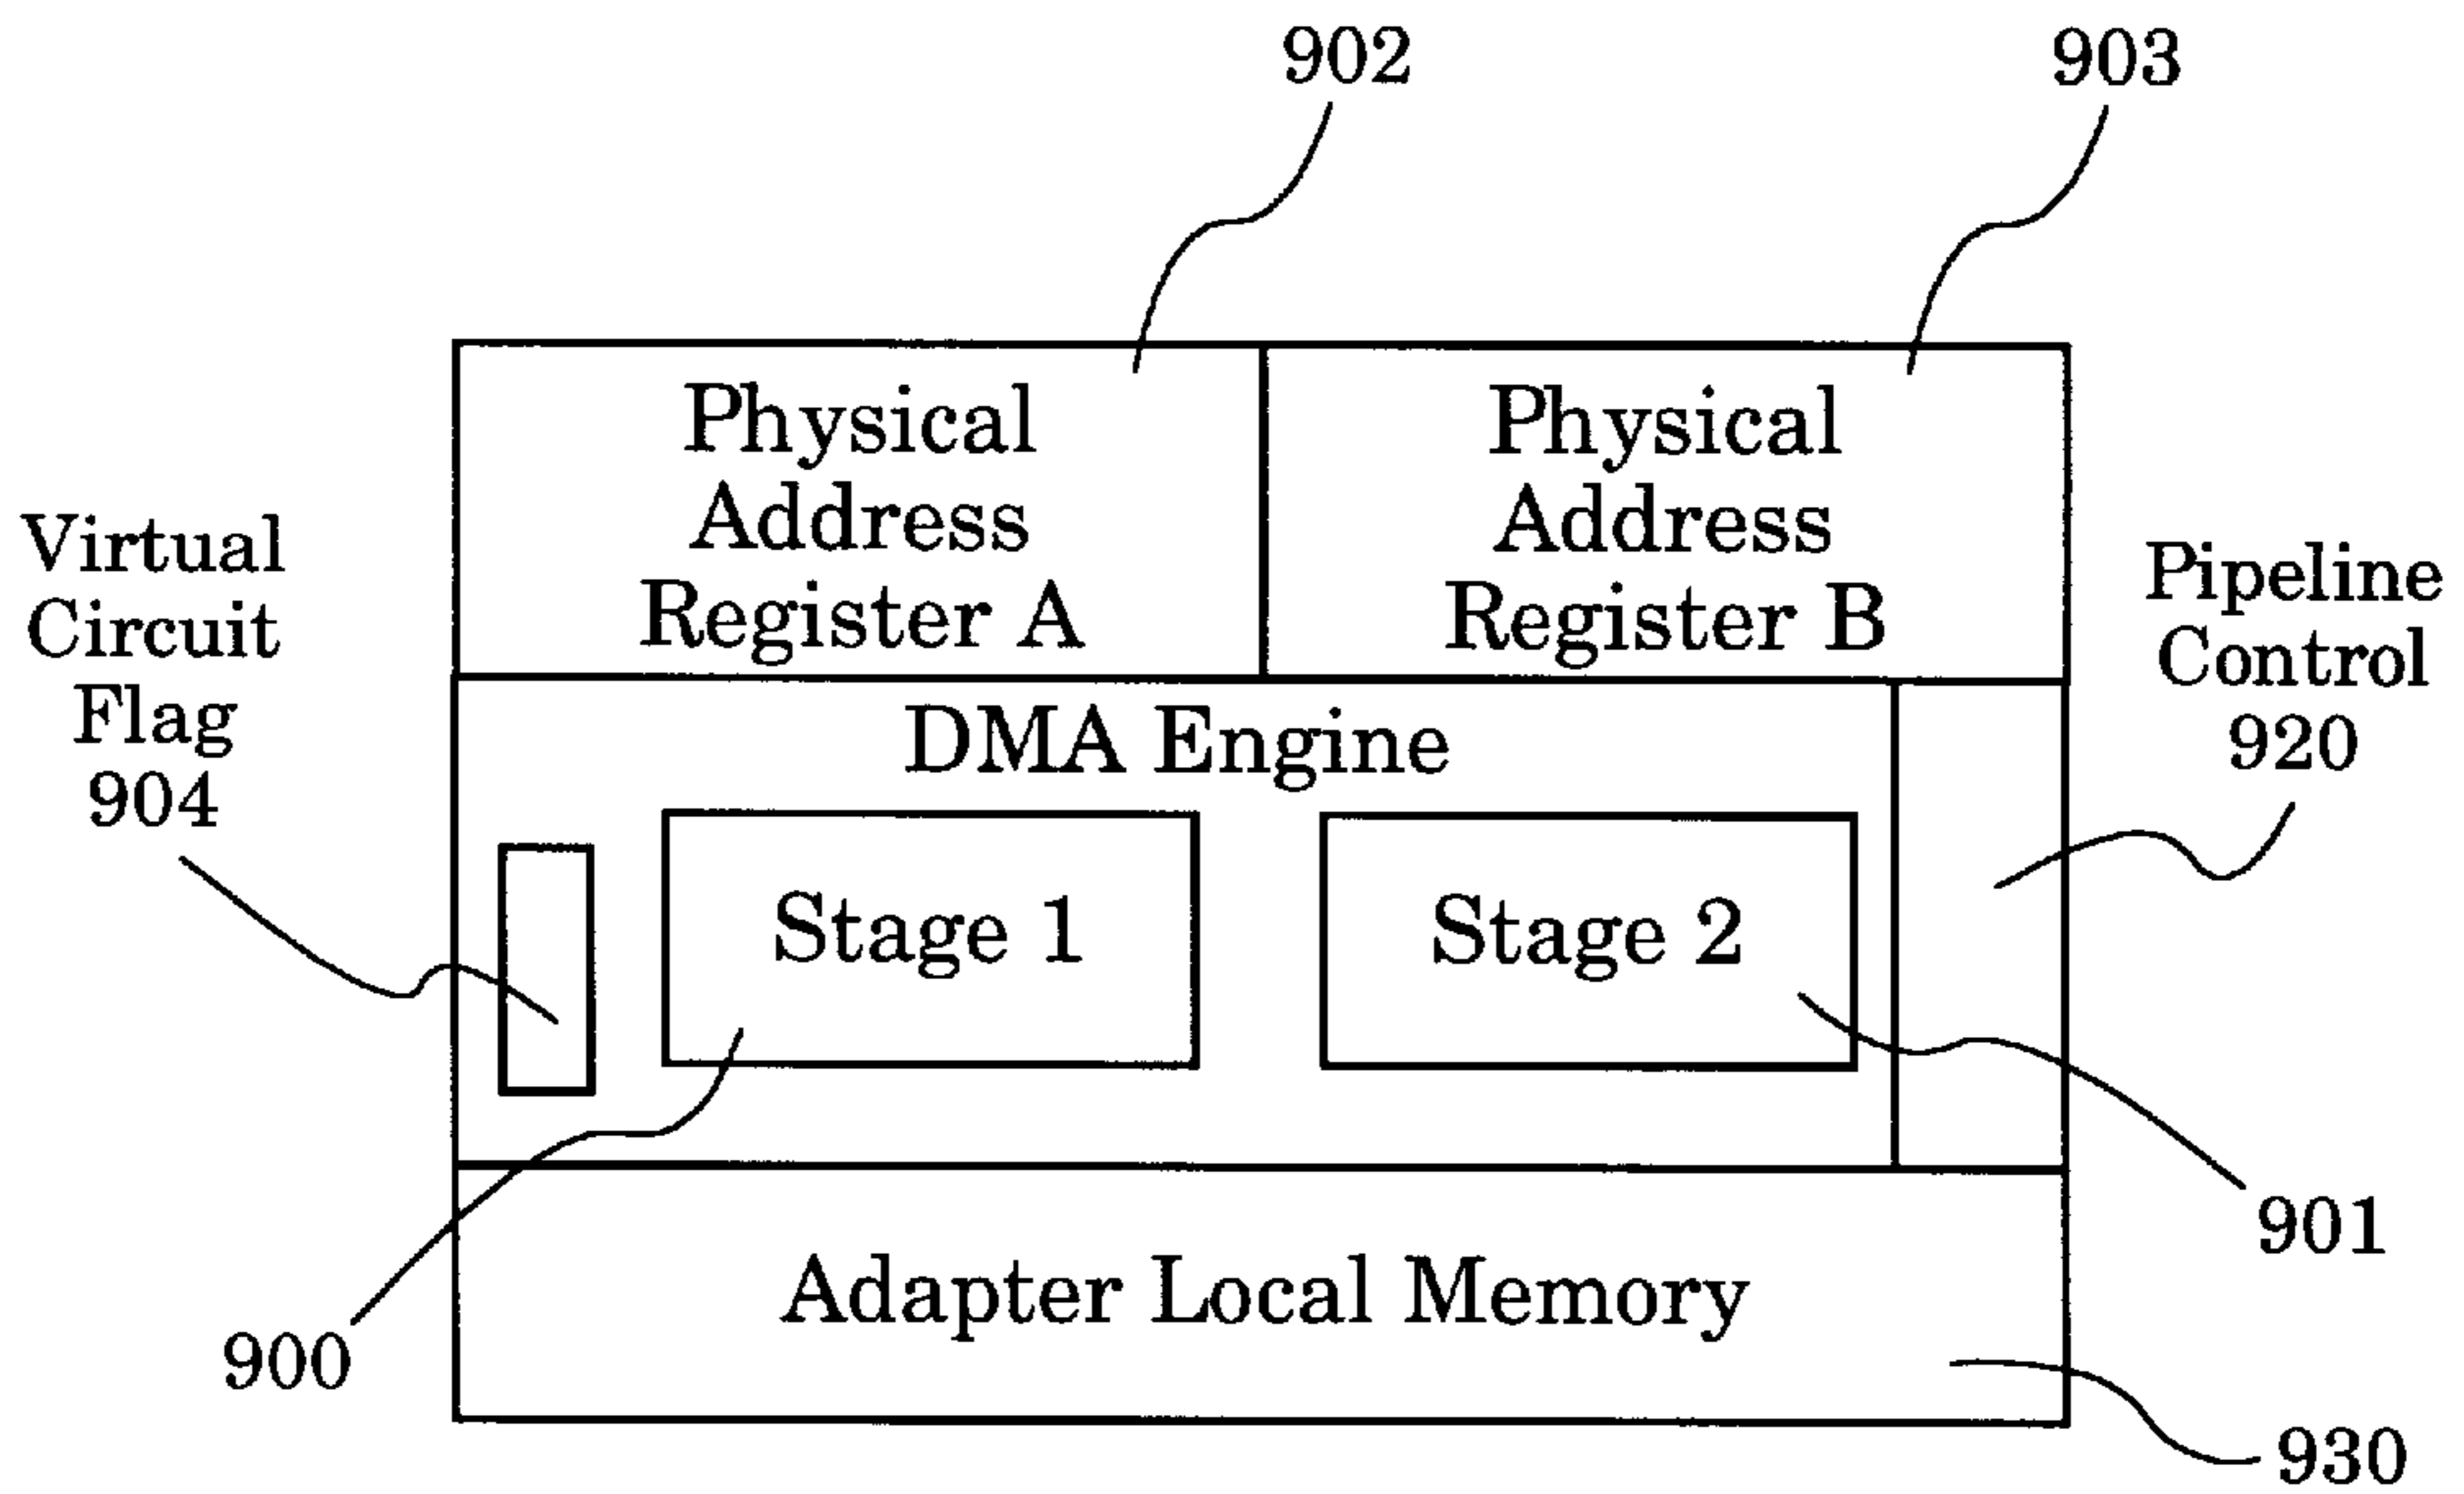 902
903
Physical
Address
Register A
Physical
Address
Register B
Virtual
Circuit
Flag
904
Pipeline
Control
920
DMA Engine
Stage 1
Stage 2
901
Adapter Local Memory
900
930